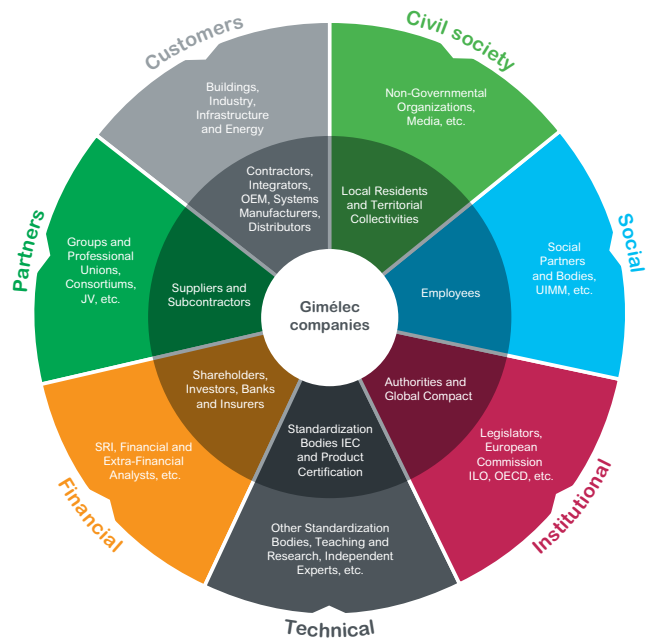 Customers
Buildings,
Industry,
Infrastructure
and Energy
Contractors,
Integrators,
OEM, Systems
Manufacturers,
Distributors
Civil society
Non-Governmental
Organizations,
Media, etc.
Local Residents
and Territorial
Collectivities
Social
Social
Partners
and Bodies,
UIMM, etc.
Employees
Institutional
Legislators,
European
Commission
ILO, OECD, etc.
Authorities and
Global Compact
Technical
Other Standardization
Bodies, Teaching and
Research, Independent
Experts, etc.
Standardization
Bodies IEC
and Product
Certification
Financial
SRI, Financial and
Extra-Financial
Analysts, etc.
Shareholders,
Investors, Banks
and Insurers
Partners
Groups and
Professional
Unions,
Consortiums,
JV, etc.
Suppliers and
Subcontractors
Gimélec
companies